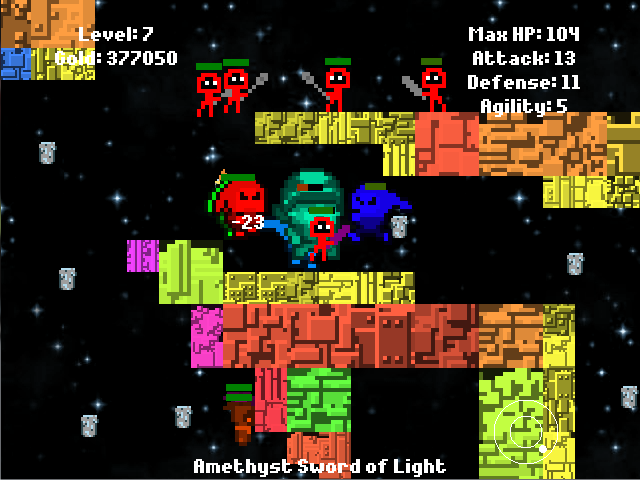 Level: 7
Gold: 377050
Max HP: 104
Attack: 13
Defense: 11
Agility: 5
-23
Amethyst Sword of Light